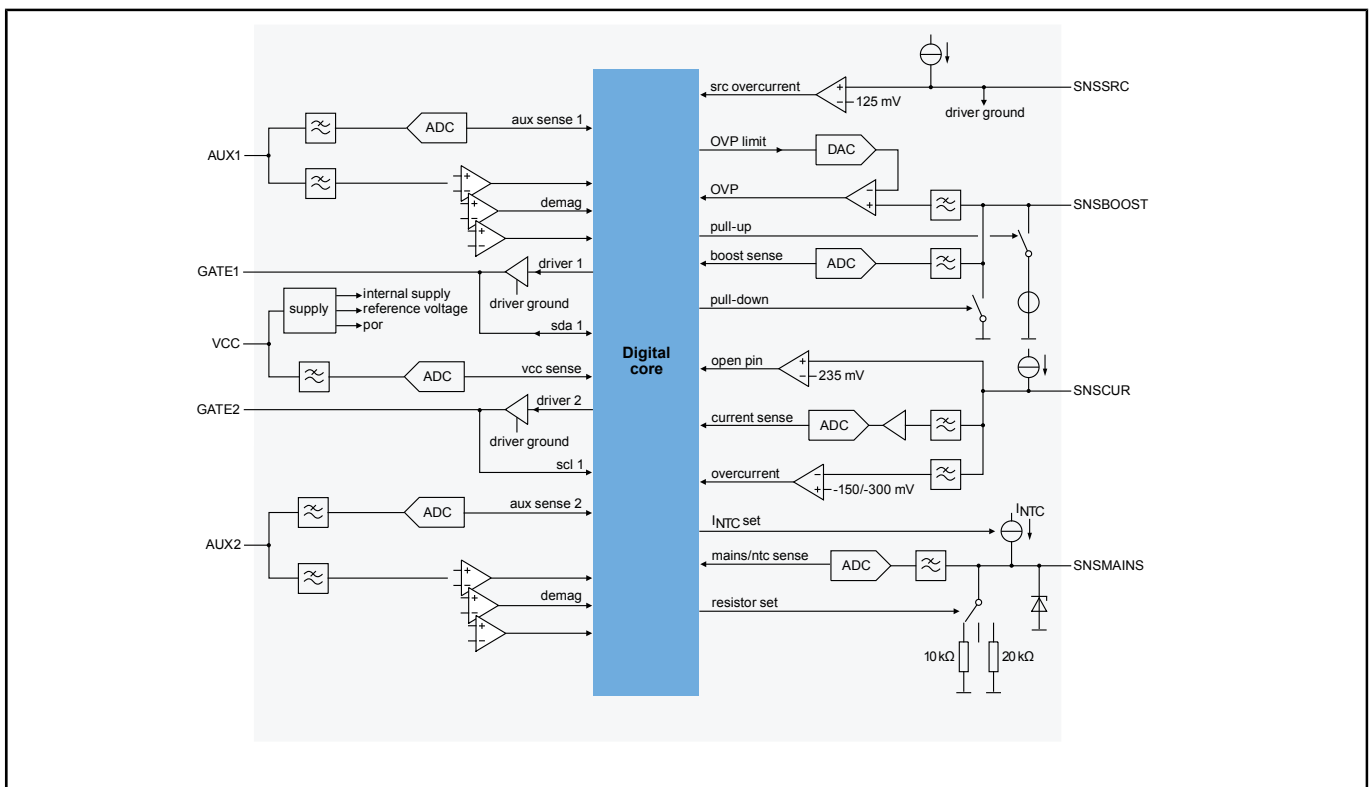 SNSSRC
src overcurrent
+
−
125 mV
driver ground
aux sense 1
ADC
AUX1
OVP limit
DAC
OVP
−
+
SNSBOOST
+
−
+
−
+
−
demag
pull-up
boost sense
ADC
GATE1
driver 1
driver ground
internal supply
supply
reference voltage
por
pull-down
sda 1
VCC
Digital
core
open pin
+
−
235 mV
vcc sense
ADC
SNSCUR
GATE2
driver 2
driver ground
current sense
ADC
scl 1
overcurrent
−
+
-150/-300 mV
aux sense 2
ADC
INTC
INTC set
AUX2
mains/ntc sense
ADC
SNSMAINS
+
−
+
−
+
−
demag
resistor set
10 kΩ
20 kΩ